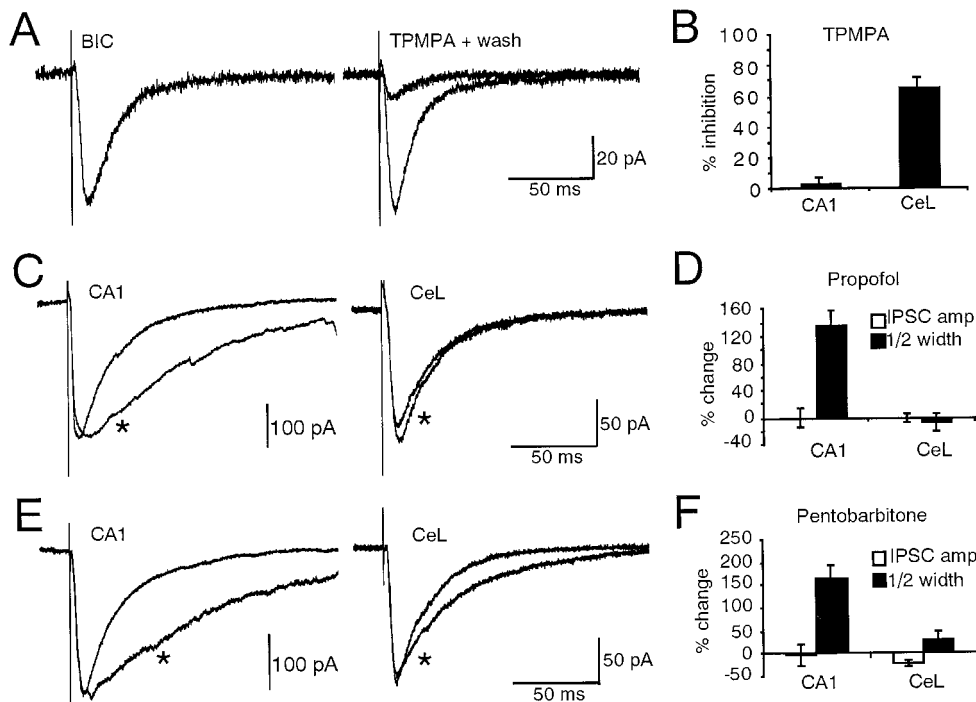 A
BIC
TPMPA + wash
20 pA
50 ms
B
TPMPA
% inhibition
100
80
60
40
20
0
CA1
CeL
C
CA1
*
100 pA
CeL
*
50 pA
50 ms
D
Propofol
% change
160
120
80
40
0
-40
IPSC amp
1/2 width
CA1
CeL
E
CA1
*
100 pA
CeL
*
50 pA
50 ms
F
Pentobarbitone
% change
250
200
150
100
50
0
-50
IPSC amp
1/2 width
CA1
CeL